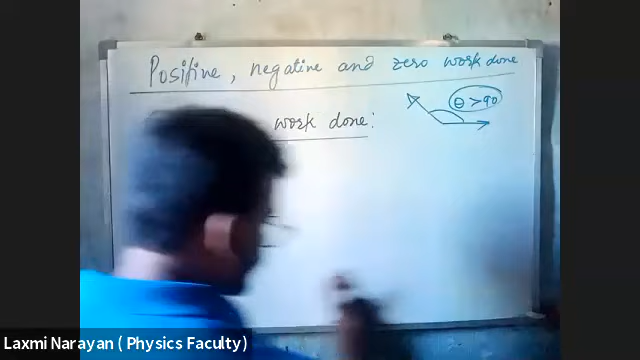 Positive, negative and zero work done
work done:
θ > 90
Laxmi Narayan ( Physics Faculty)